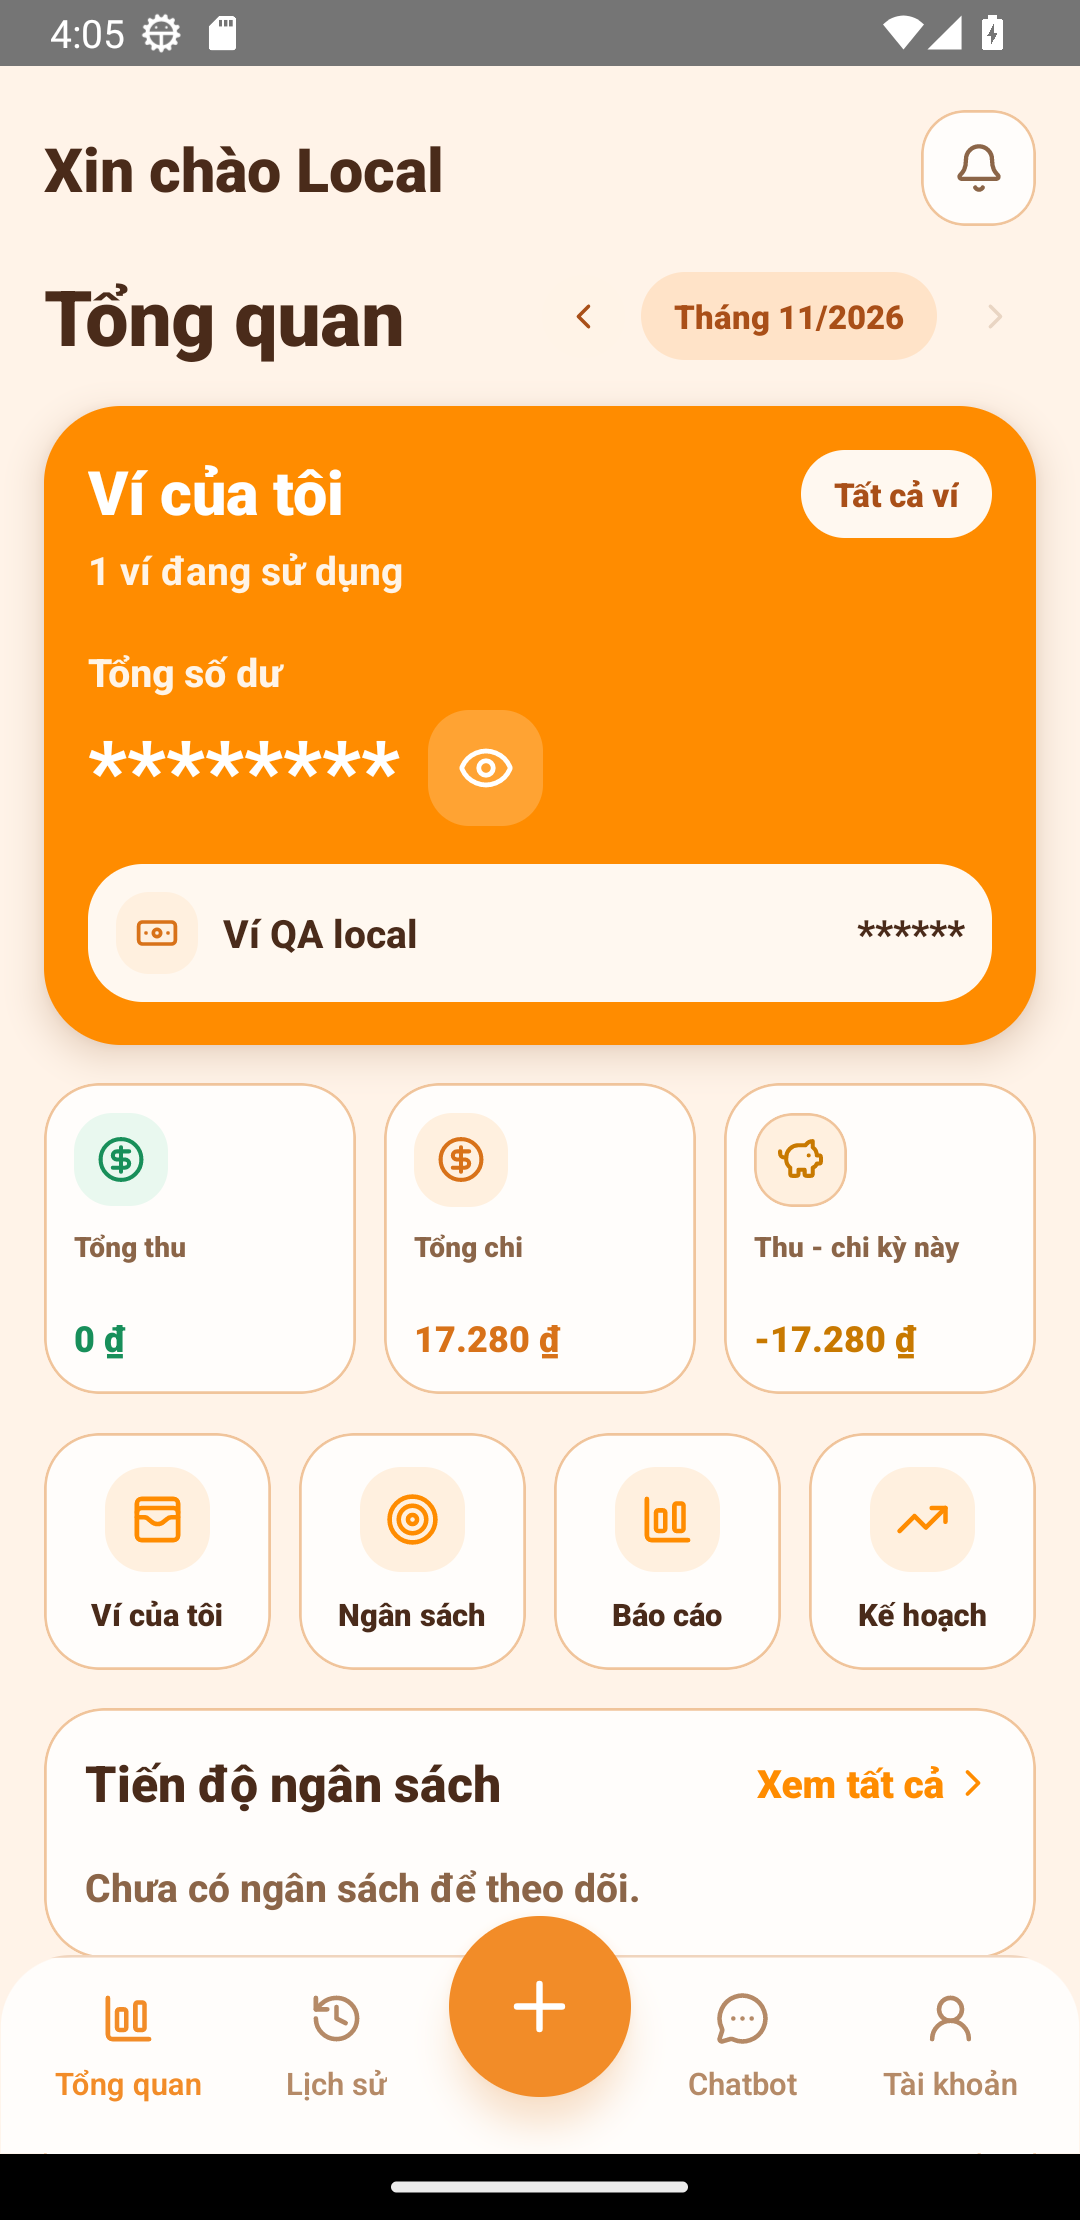 4:05
Xin chào Local
Tổng quan
Tháng 11/2026
Ví của tôi
Tất cả ví
1 ví đang sử dụng
Tổng số dư
********
Ví QA local
******
Tổng thu
Tổng chi
Thu - chi kỳ này
0 ₫
17.280 ₫
-17.280 ₫
Ví của tôi
Ngân sách
Báo cáo
Kế hoạch
Tiến độ ngân sách
Xem tất cả
Chưa có ngân sách để theo dõi.
Tổng quan
Lịch sử
Chatbot
Tài khoản